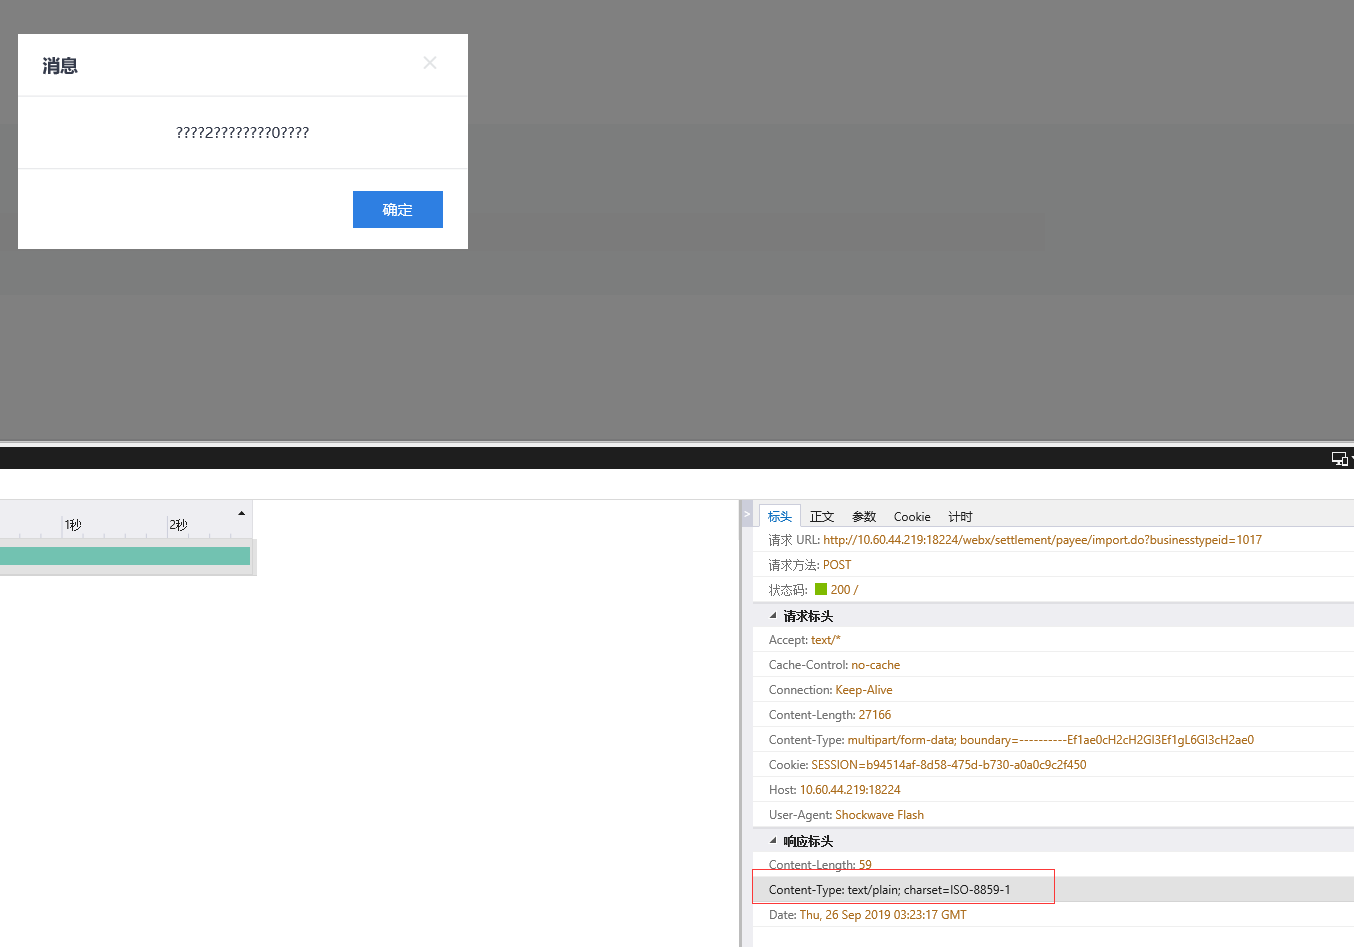 消息
????2????????0????
确定
1秒 2秒
标头 正文 参数 Cookie 计时
请求 URL: http://10.60.44.219:18224/webx/settlement/payee/import.do?businesstypeid=1017
请求方法: POST
状态码: 200 /
请求标头
Accept: text/*
Cache-Control: no-cache
Connection: Keep-Alive
Content-Length: 27166
Content-Type: multipart/form-data; boundary=----------Ef1ae0cH2cH2GI3Ef1gL6GI3cH2ae0
Cookie: SESSION=b94514af-8d58-475d-b730-a0a0c9c2f450
Host: 10.60.44.219:18224
User-Agent: Shockwave Flash
响应标头
Content-Length: 59
Content-Type: text/plain; charset=ISO-8859-1
Date: Thu, 26 Sep 2019 03:23:17 GMT